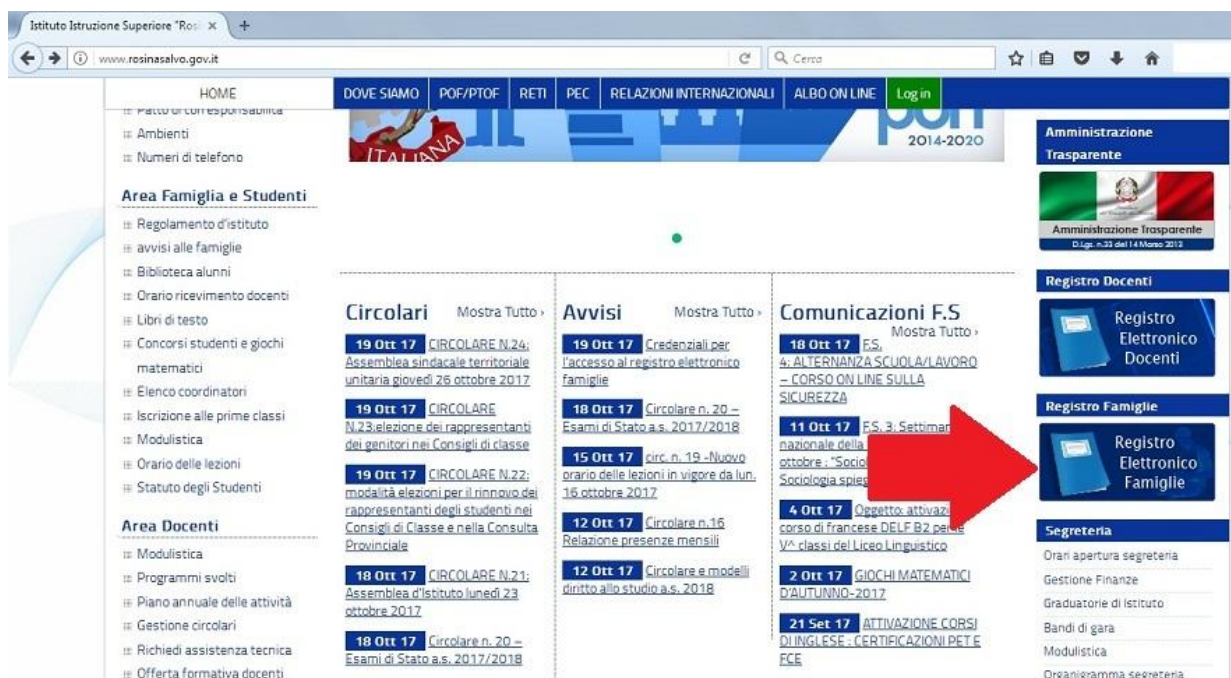 Istituto Istruzione Superiore "Rosi
www.rosinasalvo.gov.it
Cerca
HOME
DOVE SIAMO
POF/PTOF
RETI
PEC
RELAZIONI INTERNAZIONALI
ALBO ON LINE
Log in
Patto di corresponsabilità
Ambienti
Numeri di telefono
Area Famiglia e Studenti
Regolamento d'istituto
avvisi alle famiglie
Biblioteca alunni
Orario ricevimento docenti
Libri di testo
Concorsi studenti e giochi
matematici
Elenco coordinatori
Iscrizione alle prime classi
Modulistica
Orario delle lezioni
Statuto degli Studenti
Area Docenti
Modulistica
Programmi svolti
Piano annuale delle attività
Gestione circolari
Richiedi assistenza tecnica
Offerta formativa docenti
ITALIANA
pon
2014-2020
Circolari Mostra Tutto ›
19 Ott 17 CIRCOLARE N.24:
Assemblea sindacale territoriale
unitaria giovedì 26 ottobre 2017
19 Ott 17 CIRCOLARE
N.23:elezione dei rappresentanti
dei genitori nei Consigli di classe
19 Ott 17 CIRCOLARE N.22:
modalità elezioni per il rinnovo dei
rappresentanti degli studenti nei
Consigli di Classe e nella Consulta
Provinciale
18 Ott 17 CIRCOLARE N.21:
Assemblea d'Istituto lunedì 23
ottobre 2017
18 Ott 17 Circolare n. 20 –
Esami di Stato a.s. 2017/2018
Avvisi Mostra Tutto ›
19 Ott 17 Credenziali per
l'accesso al registro elettronico
famiglie
18 Ott 17 Circolare n. 20 –
Esami di Stato a.s. 2017/2018
15 Ott 17 circ. n. 19 -Nuovo
orario delle lezioni in vigore da lun.
16 ottobre 2017
12 Ott 17 Circolare n.16
Relazione presenze mensili
12 Ott 17 Circolare e modelli
diritto allo studio a.s. 2018
Comunicazioni F.S
Mostra Tutto ›
18 Ott 17 F.S.
4: ALTERNANZA SCUOLA/LAVORO
– CORSO ON LINE SULLA
SICUREZZA
11 Ott 17 F.S. 3: Settiman
nazionale della
ottobre : "Sociol
Sociologia spieg
4 Ott 17 Oggetto: attivazi
corso di francese DELF B2 per le
V^ classi del Liceo Linguistico
2 Ott 17 GIOCHI MATEMATICI
D'AUTUNNO-2017
21 Set 17 ATTIVAZIONE CORSI
DI INGLESE : CERTIFICAZIONI PET E
FCE
Amministrazione
Trasparente
Amministrazione Trasparente
D.Lgs. n.33 del 14 Marzo 2013
Registro Docenti
Registro
Elettronico
Docenti
Registro Famiglie
Registro
Elettronico
Famiglie
Segreteria
Orari apertura segreteria
Gestione Finanze
Graduatorie di Istituto
Bandi di gara
Modulistica
Organigramma segreteria